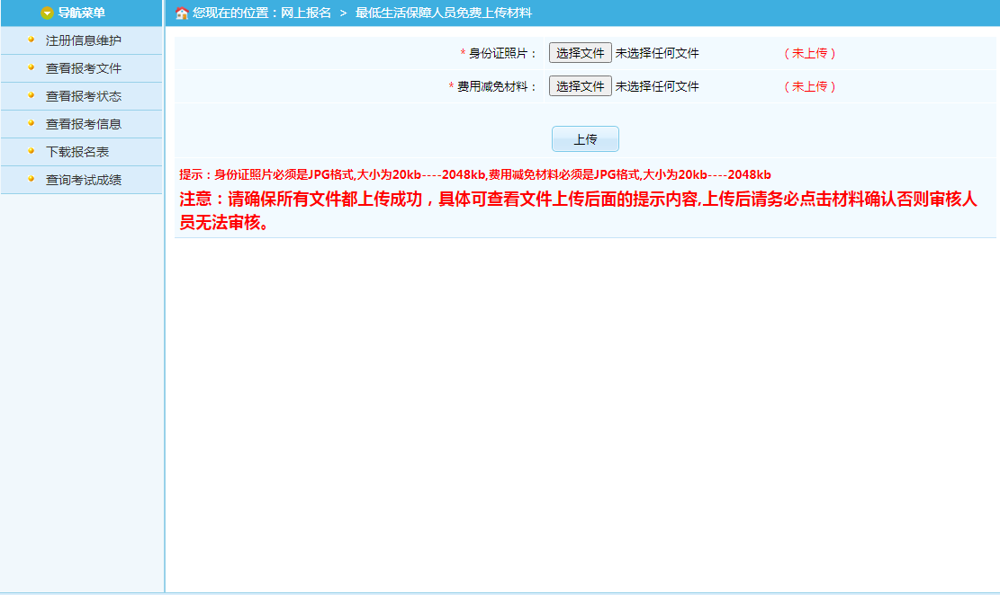 导航菜单
注册信息维护
查看报考文件
查看报考状态
查看报考信息
下载报名表
查询考试成绩
您现在的位置：网上报名 > 最低生活保障人员免费上传材料
*身份证照片： 选择文件 未选择任何文件 （未上传）
*费用减免材料： 选择文件 未选择任何文件 （未上传）
上传
提示：身份证照片必须是JPG格式,大小为20kb----2048kb,费用减免材料必须是JPG格式,大小为20kb----2048kb
注意：请确保所有文件都上传成功，具体可查看文件上传后面的提示内容,上传后请务必点击材料确认否则审核人
员无法审核。